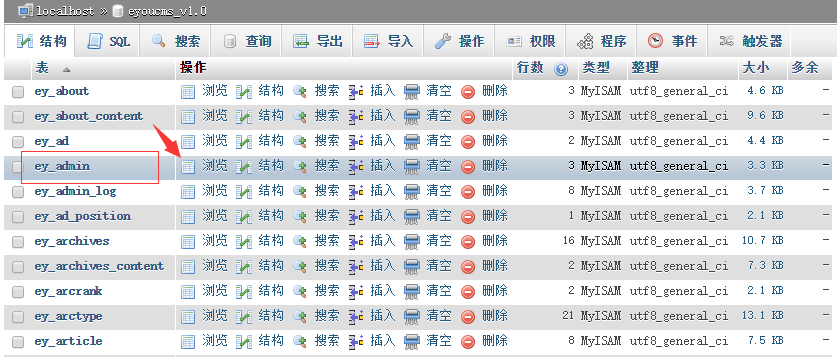 localhost » eyoucms_v1.0
结构 SQL 搜索 查询 导出 导入 操作 权限 程序 事件 触发器
表 操作 行数 类型 整理 大小 多余
ey_about 浏览 结构 搜索 插入 清空 删除 3 MyISAM utf8_general_ci 4.6 KB –
ey_about_content 浏览 结构 搜索 插入 清空 删除 3 MyISAM utf8_general_ci 9.6 KB –
ey_ad 浏览 结构 搜索 插入 清空 删除 2 MyISAM utf8_general_ci 4.4 KB –
ey_admin 浏览 结构 搜索 插入 清空 删除 3 MyISAM utf8_general_ci 3.3 KB –
ey_admin_log 浏览 结构 搜索 插入 清空 删除 8 MyISAM utf8_general_ci 3.7 KB –
ey_ad_position 浏览 结构 搜索 插入 清空 删除 1 MyISAM utf8_general_ci 2.1 KB –
ey_archives 浏览 结构 搜索 插入 清空 删除 16 MyISAM utf8_general_ci 10.7 KB –
ey_archives_content 浏览 结构 搜索 插入 清空 删除 2 MyISAM utf8_general_ci 7.3 KB –
ey_arcrank 浏览 结构 搜索 插入 清空 删除 2 MyISAM utf8_general_ci 2.1 KB –
ey_arctype 浏览 结构 搜索 插入 清空 删除 21 MyISAM utf8_general_ci 13.1 KB –
ey_article 浏览 结构 搜索 插入 清空 删除 8 MyISAM utf8_general_ci 7.5 KB –